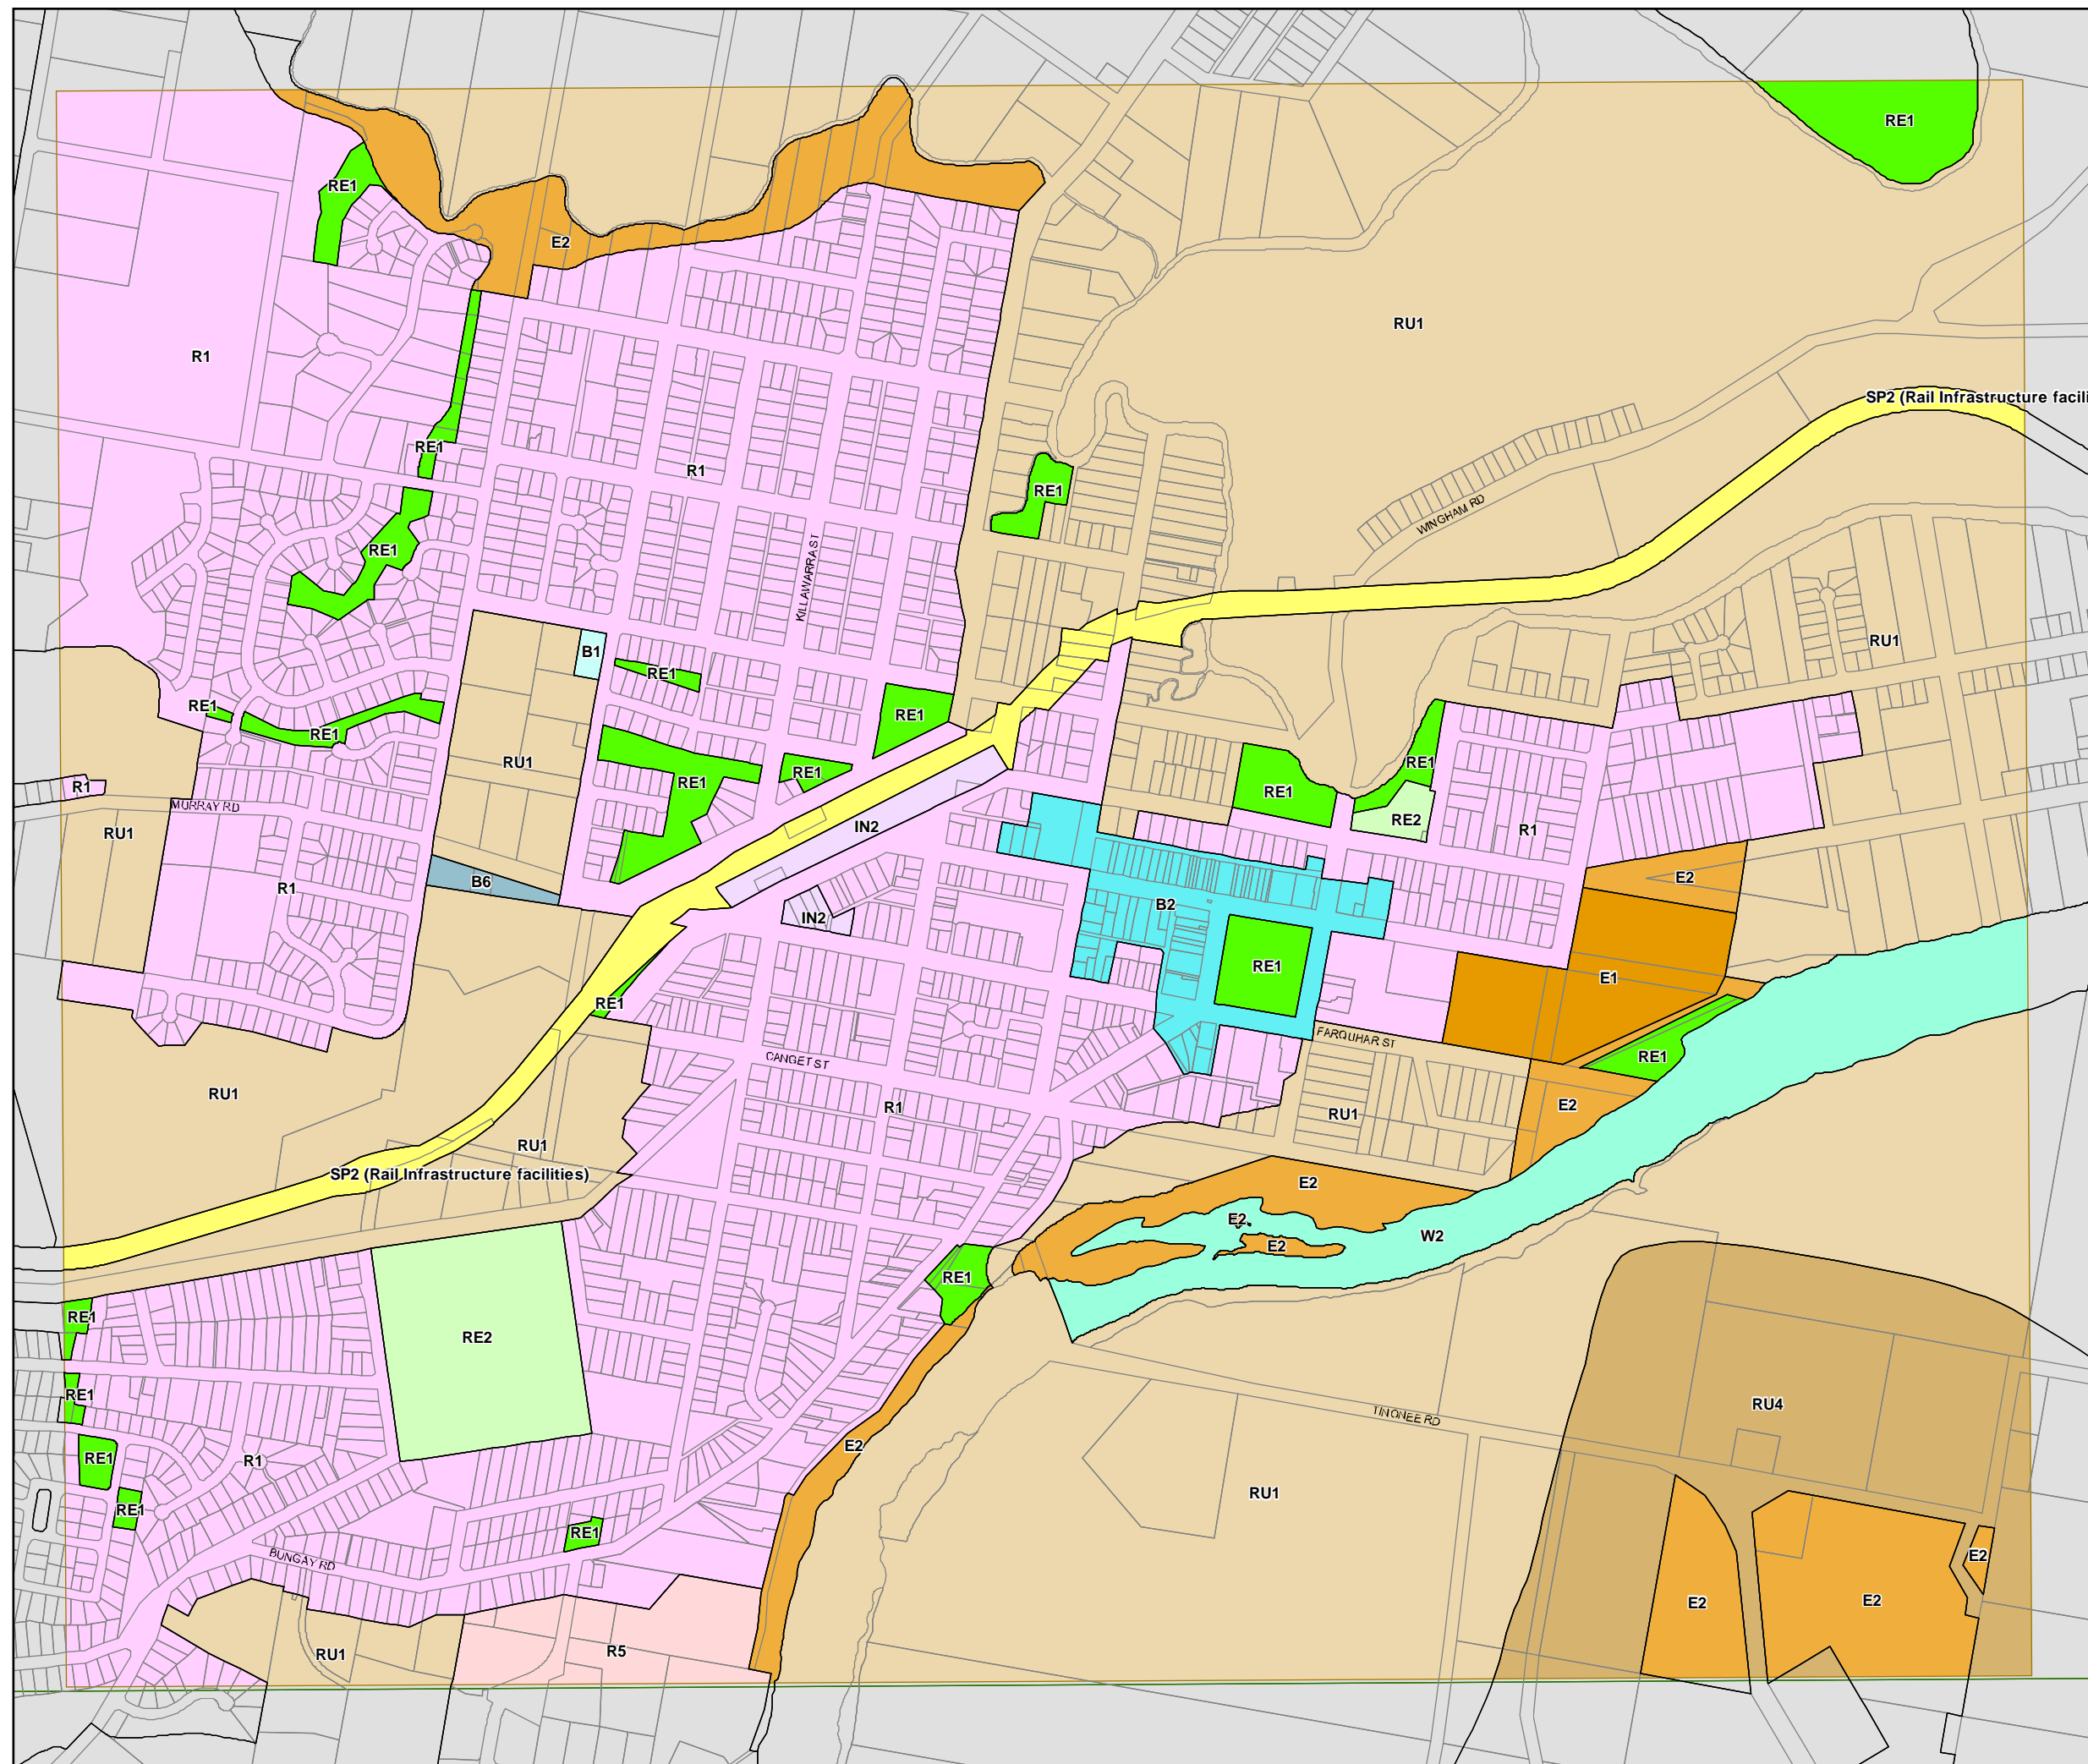 RE1
RE1
E2
RU1
R1
SP2 (Rail Infrastructure facili
RE1
R1
RE1
WINGHAM RD
RE1
KILLAWARRA ST
RU1
B1
RE1
RE1
RE1
RE1
RU1
RE1
RE1
RE1
R1
RE1
MURRAY RD
RE2
IN2
RU1
R1
B6
R1
E2
B2
IN2
RE1
E1
RE1
FARQUHAR ST
RE1
CANGET ST
RU1
R1
E2
RU1
RU1
SP2 (Rail Infrastructure facilities)
E2
E2
W2
E2
RE1
RE1
RE2
RE1
RU4
TINONEE RD
E2
RE1
R1
RU1
RE1
RE1
BUNGAY RD
E2
E2
E2
RU1
R5